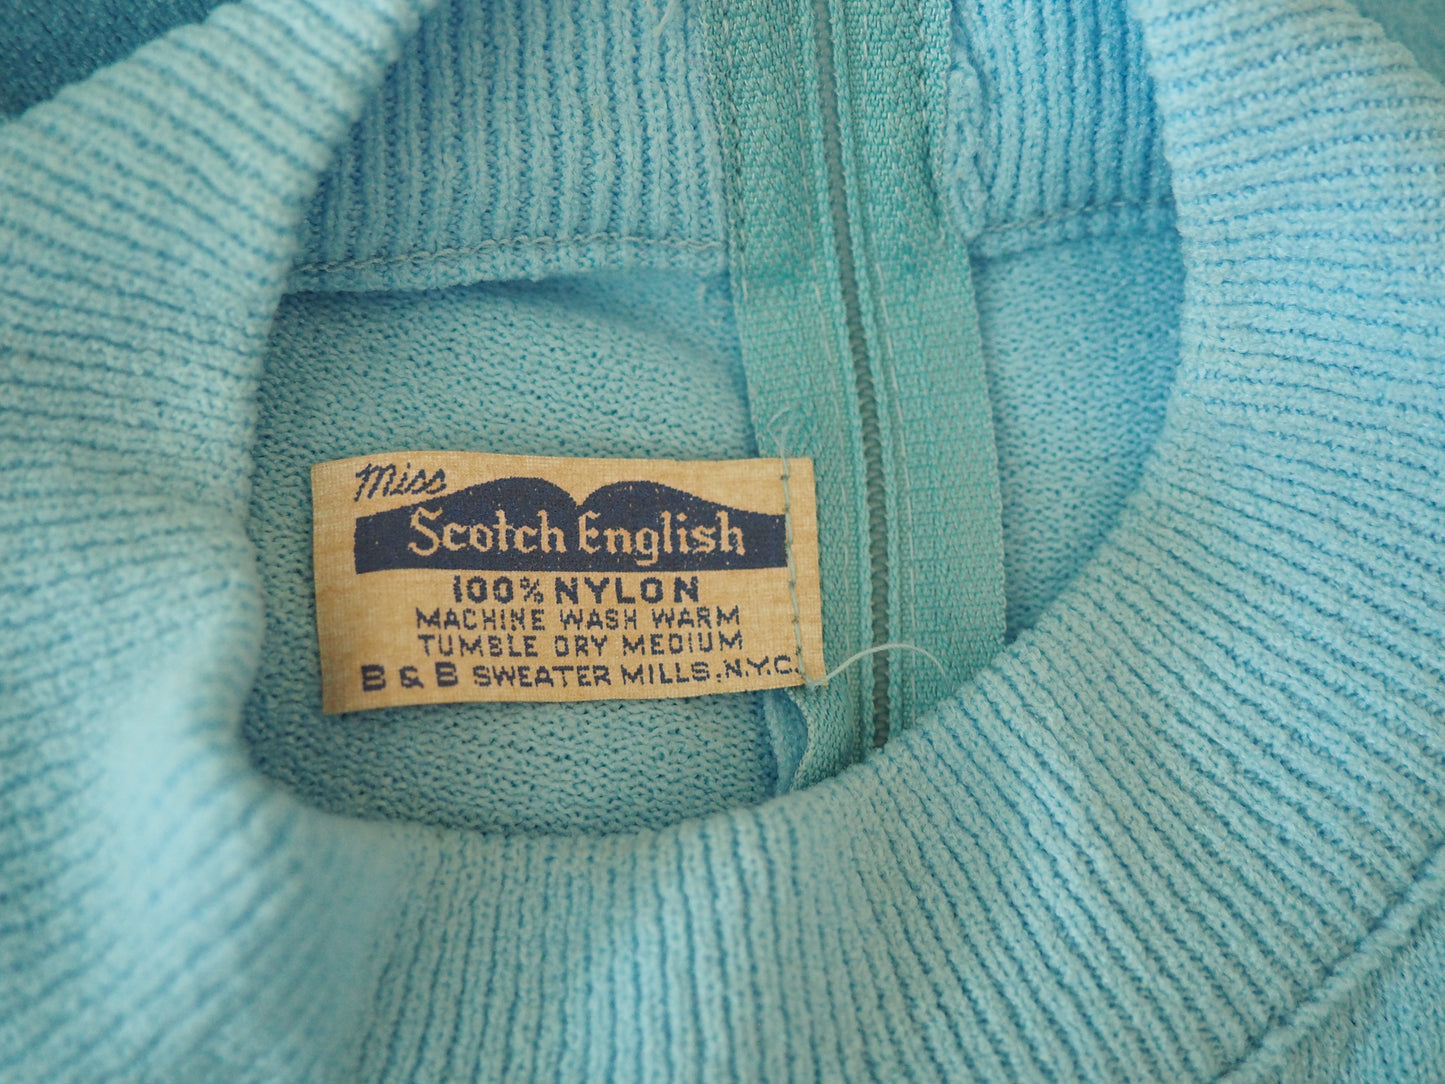 Miss
Scotch English
100% NYLON
MACHINE WASH WARM
TUMBLE DRY MEDIUM
B & B SWEATER MILLS, N.Y.C.